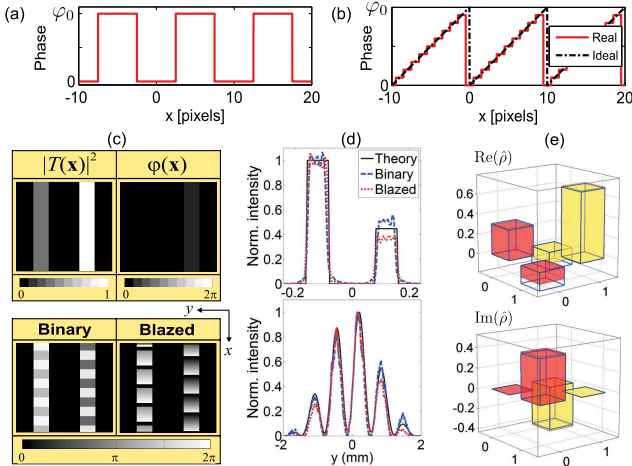 (a)
φ₀
Phase
0
-10 0 10 20
x [pixels]
(b)
φ₀
Phase
0
Real
Ideal
-10 0 10 20
x [pixels]
(c)
|T(x)|² φ(x)
0 1 0 2π
y
x
Binary Blazed
0 π 2π
(d)
Norm. intensity
1
0.8
0.6
0.4
0.2
0
Theory
Binary
Blazed
-0.2 0 0.2
Norm. intensity
1
0.8
0.6
0.4
0.2
0
-2 0 2
y (mm)
(e)
Re(ρ̂)
0.6
0.4
0.2
0
0 1
0 1
Im(ρ̂)
0.4
0.2
0
-0.2
-0.4
0 1
0 1